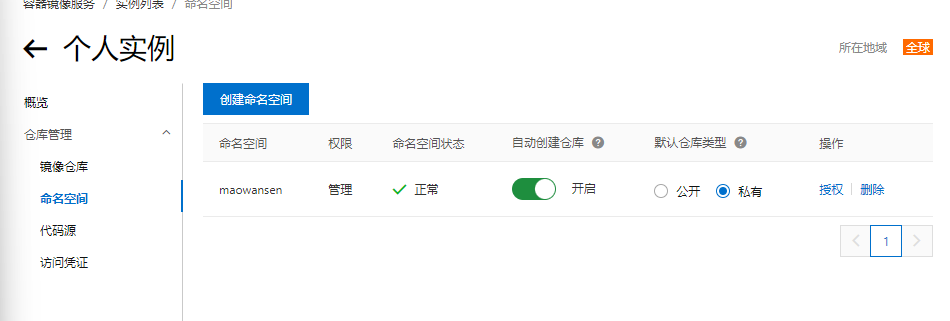 容器镜像服务 / 实例列表 / 命名空间
← 个人实例
所在地域 全球
概览
仓库管理
镜像仓库
命名空间
代码源
访问凭证
创建命名空间
命名空间 权限 命名空间状态 自动创建仓库 默认仓库类型 操作
maowansen 管理 正常 开启 公开 私有 授权 删除
1